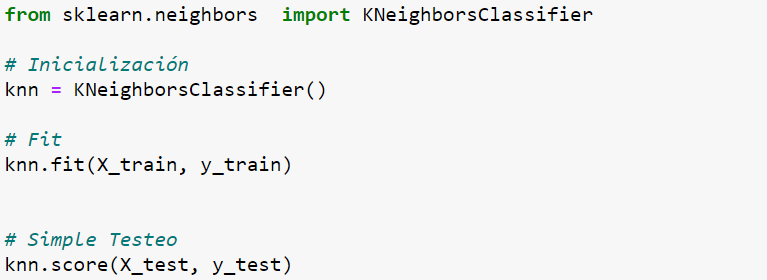 from sklearn.neighbors  import KNeighborsClassifier
# Inicialización
knn = KNeighborsClassifier()
# Fit
knn.fit(X_train, y_train)
# Simple Testeo
knn.score(X_test, y_test)